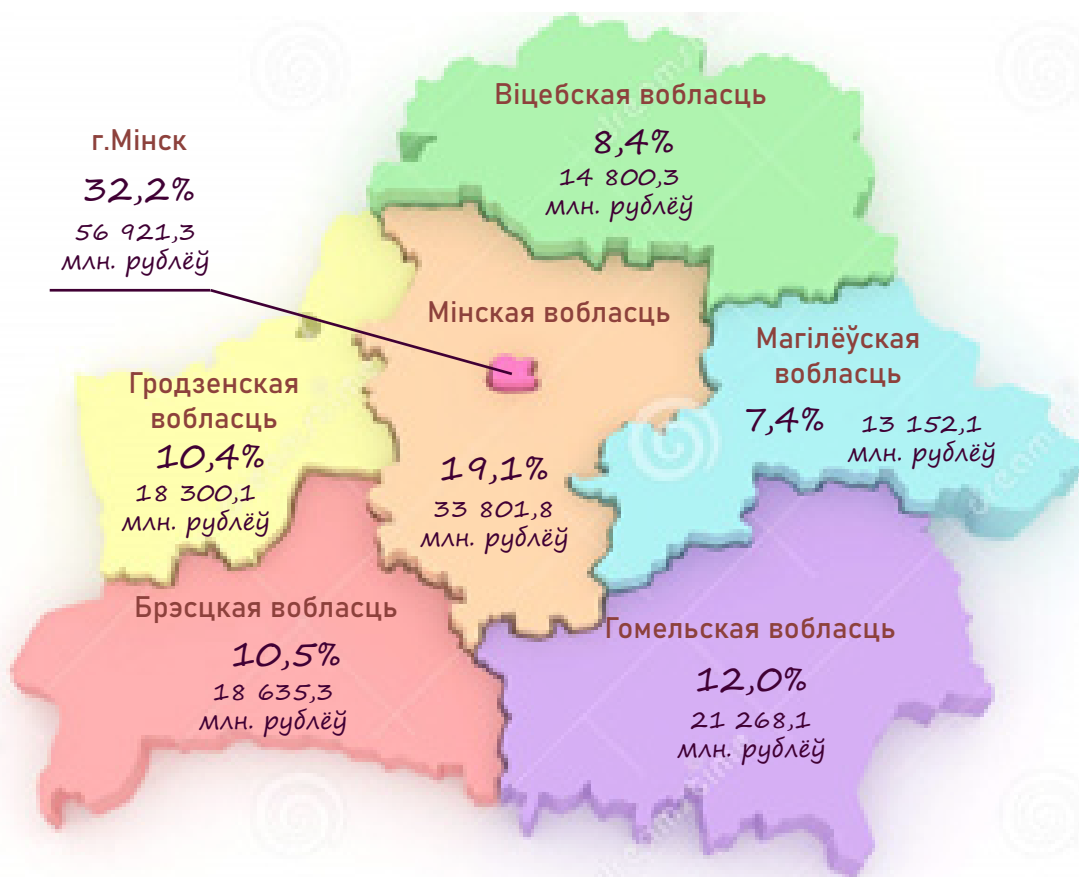 Віцебская вобласць
8,4%
14 800,3
млн. рублёў
г.Мінск
32,2%
56 921,3
млн. рублёў
Мінская вобласць
19,1%
33 801,8
млн. рублёў
Магілёўская
вобласць
7,4%
13 152,1
млн. рублёў
Гродзенская
вобласць
10,4%
18 300,1
млн. рублёў
Брэсцкая вобласць
10,5%
18 635,3
млн. рублёў
Гомельская вобласць
12,0%
21 268,1
млн. рублёў